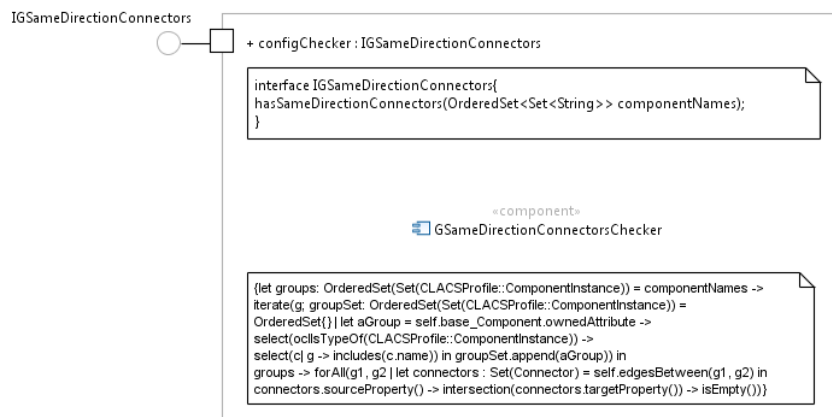 IGSameDirectionConnectors
+ configChecker : IGSameDirectionConnectors
interface IGSameDirectionConnectors{
hasSameDirectionConnectors(OrderedSet<Set<String>> componentNames);
}
«component»
GSameDirectionConnectorsChecker
{let groups: OrderedSet(Set(CLACSProfile::ComponentInstance)) = componentNames ->
iterate(g; groupSet: OrderedSet(Set(CLACSProfile::ComponentInstance)) =
OrderedSet{} | let aGroup = self.base_Component.ownedAttribute ->
select(oclIsTypeOf(CLACSProfile::ComponentInstance)) ->
select(c| g -> includes(c.name)) in groupSet.append(aGroup)) in
groups -> forAll(g1, g2 | let connectors : Set(Connector) = self.edgesBetween(g1, g2) in
connectors.sourceProperty() -> intersection(connectors.targetProperty()) -> isEmpty())}